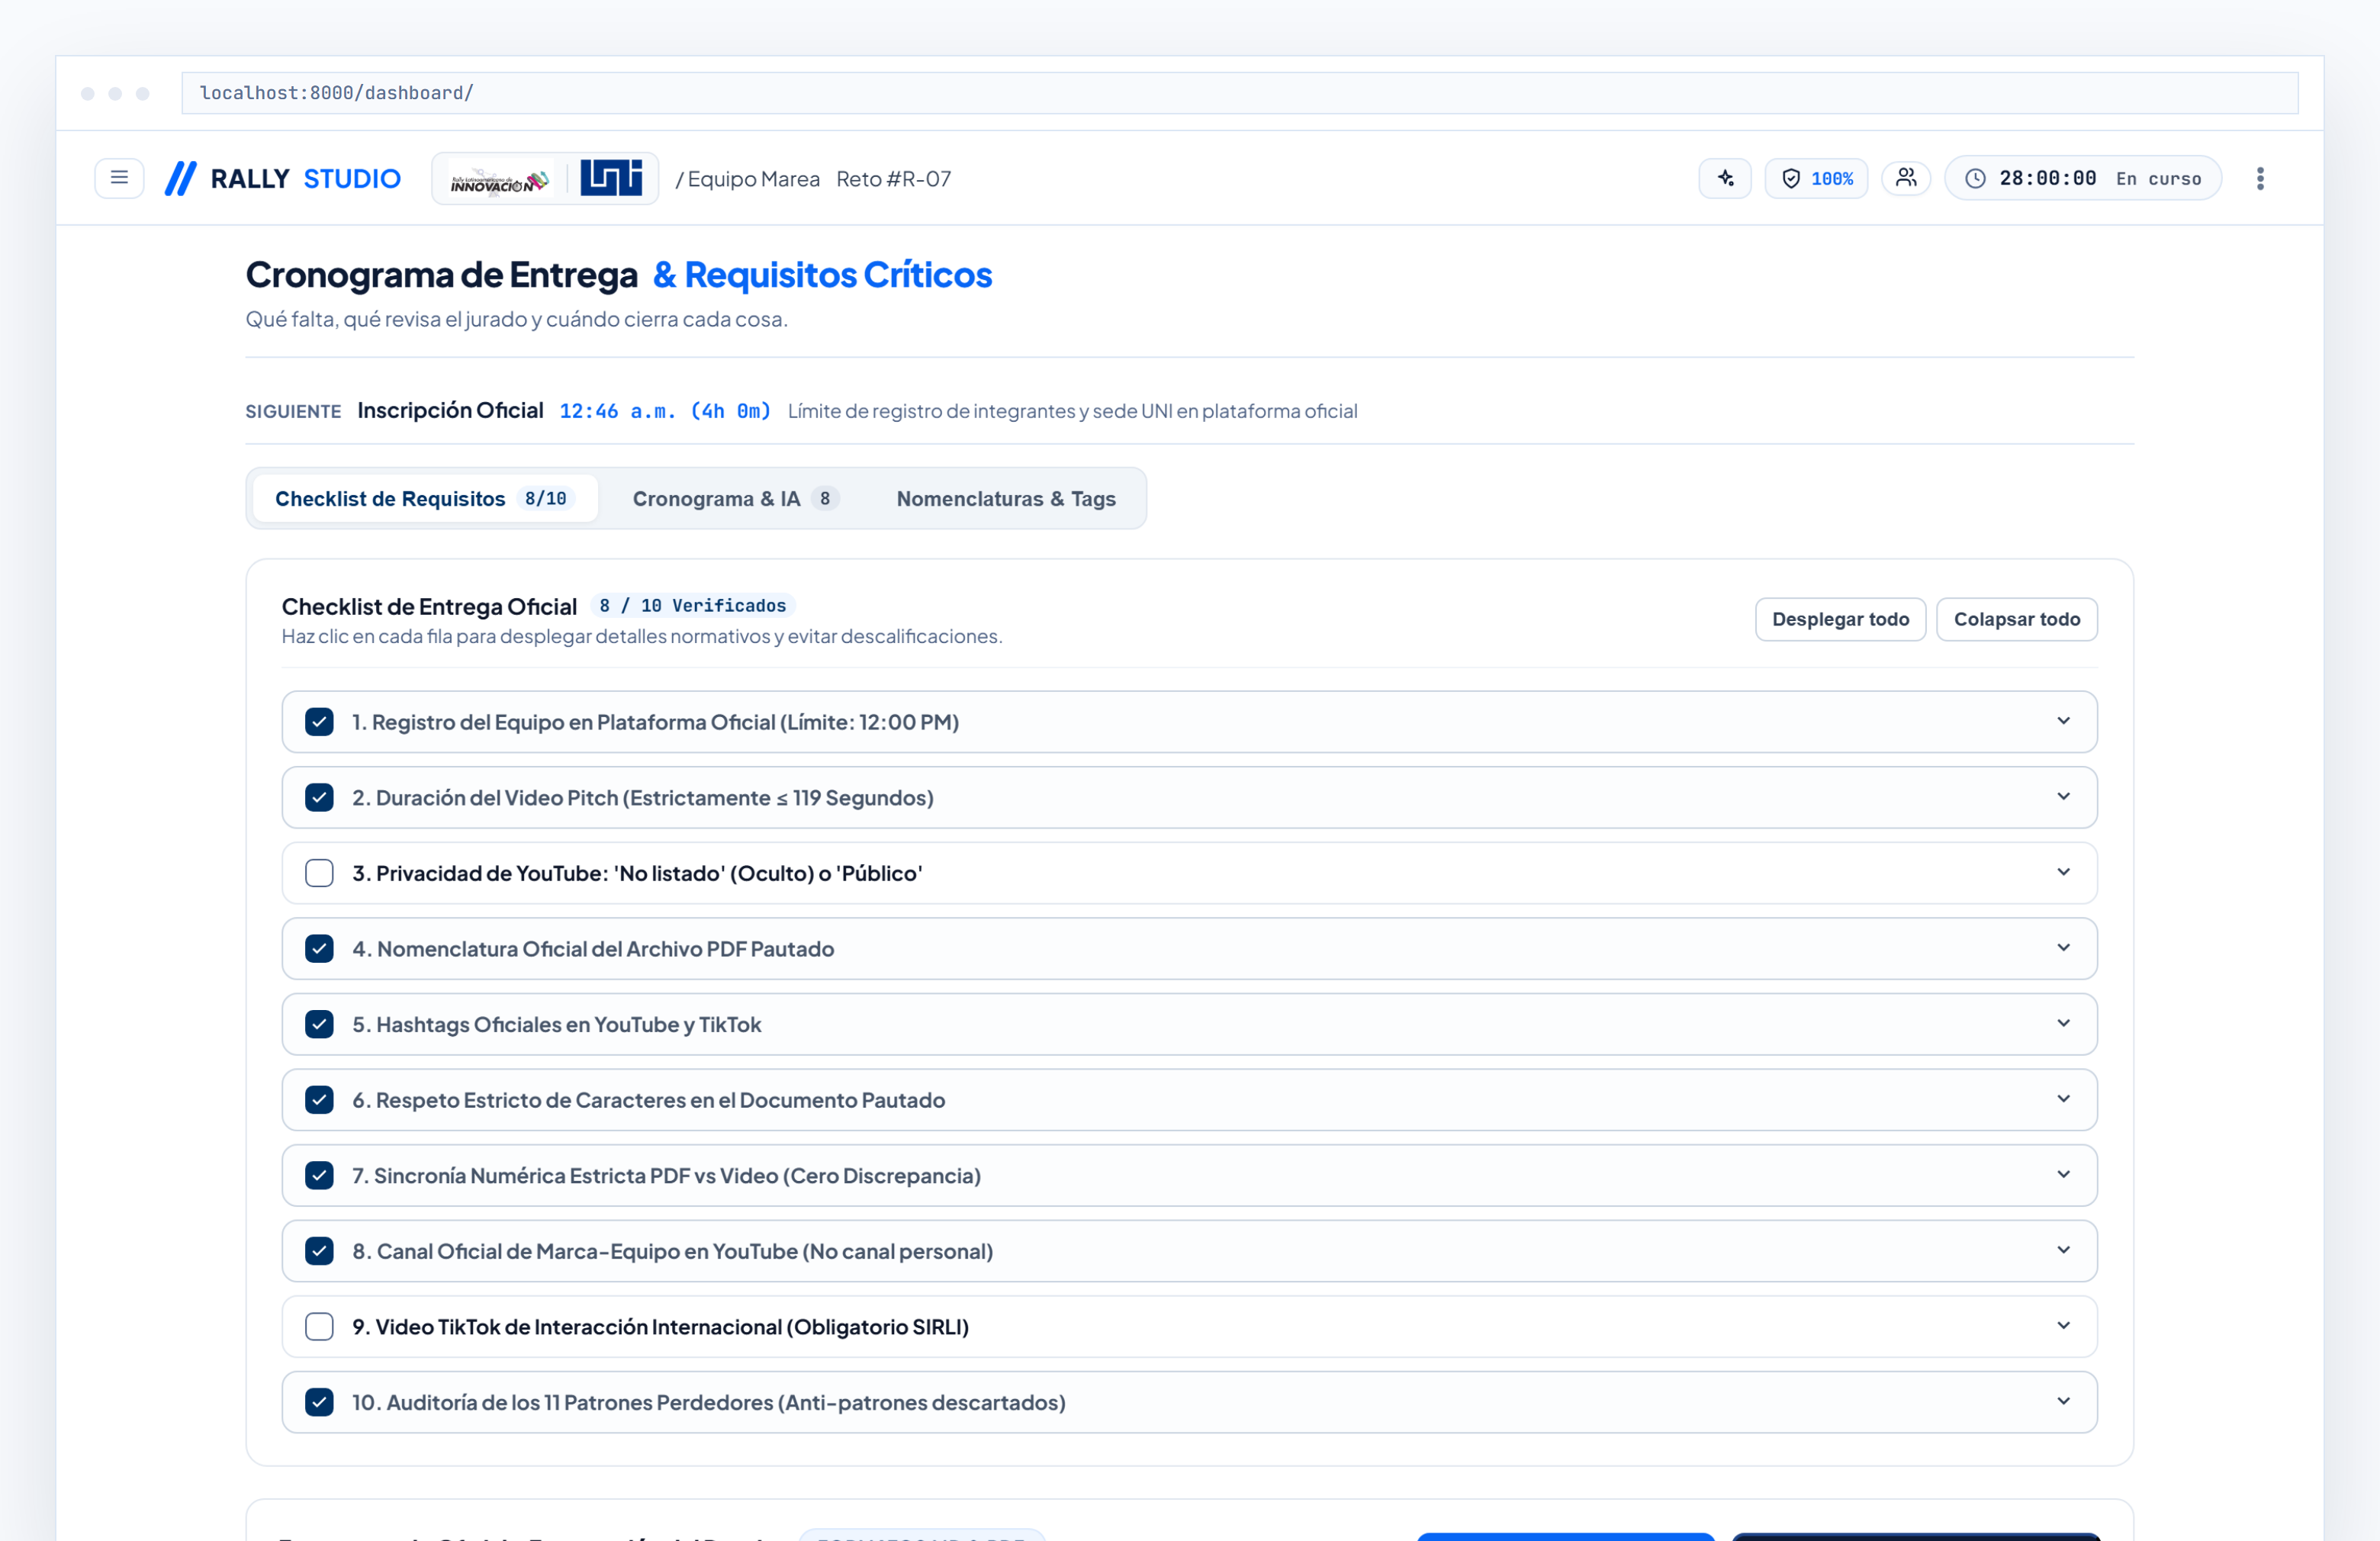 localhost:8000/dashboard/
RALLY STUDIO
Rally Latinoamericano de
INNOVACIÓN
uni
/ Equipo Marea Reto #R-07
100%
28:00:00 En curso
Cronograma de Entrega & Requisitos Críticos
Qué falta, qué revisa el jurado y cuándo cierra cada cosa.
SIGUIENTE Inscripción Oficial 12:46 a.m. (4h 0m) Límite de registro de integrantes y sede UNI en plataforma oficial
Checklist de Requisitos 8/10 Cronograma & IA 8 Nomenclaturas & Tags
Checklist de Entrega Oficial 8 / 10 Verificados
Haz clic en cada fila para desplegar detalles normativos y evitar descalificaciones.
Desplegar todo Colapsar todo
1. Registro del Equipo en Plataforma Oficial (Límite: 12:00 PM)
2. Duración del Video Pitch (Estrictamente ≤ 119 Segundos)
3. Privacidad de YouTube: 'No listado' (Oculto) o 'Público'
4. Nomenclatura Oficial del Archivo PDF Pautado
5. Hashtags Oficiales en YouTube y TikTok
6. Respeto Estricto de Caracteres en el Documento Pautado
7. Sincronía Numérica Estricta PDF vs Video (Cero Discrepancia)
8. Canal Oficial de Marca-Equipo en YouTube (No canal personal)
9. Video TikTok de Interacción Internacional (Obligatorio SIRLI)
10. Auditoría de los 11 Patrones Perdedores (Anti-patrones descartados)